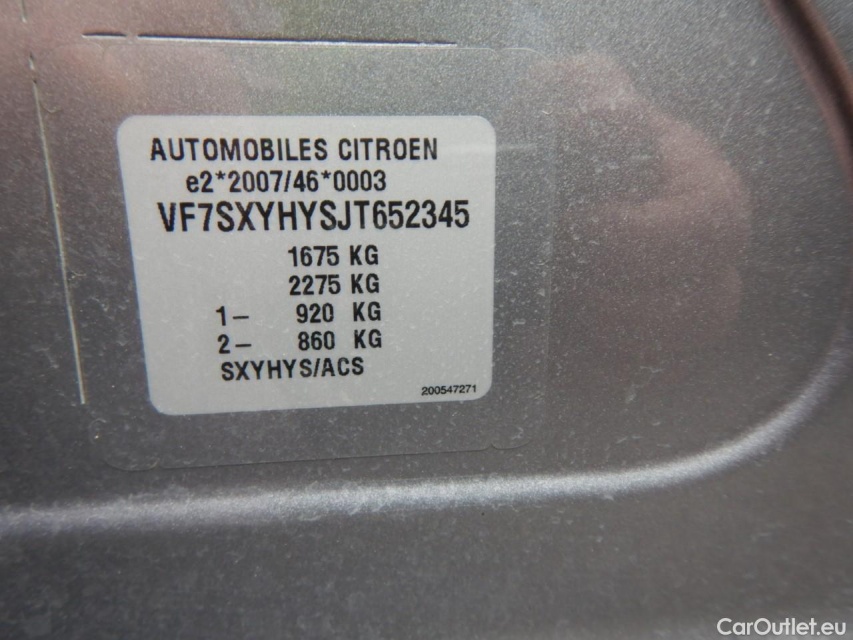 AUTOMOBILES CITROEN
e2*2007/46*0003
VF7SXYHYSJT652345
1675 KG
2275 KG
1– 920 KG
2– 860 KG
SXYHYS/ACS
200547271
CarOutlet.eu